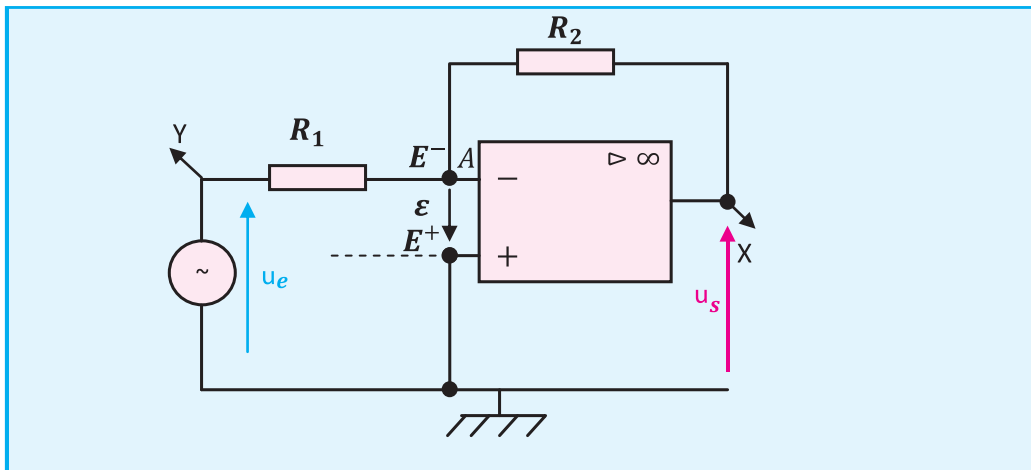 R₂
Y
R₁
E⁻ A
▷ ∞
−
ε
E⁺
+
~
uₑ
X
uₛ